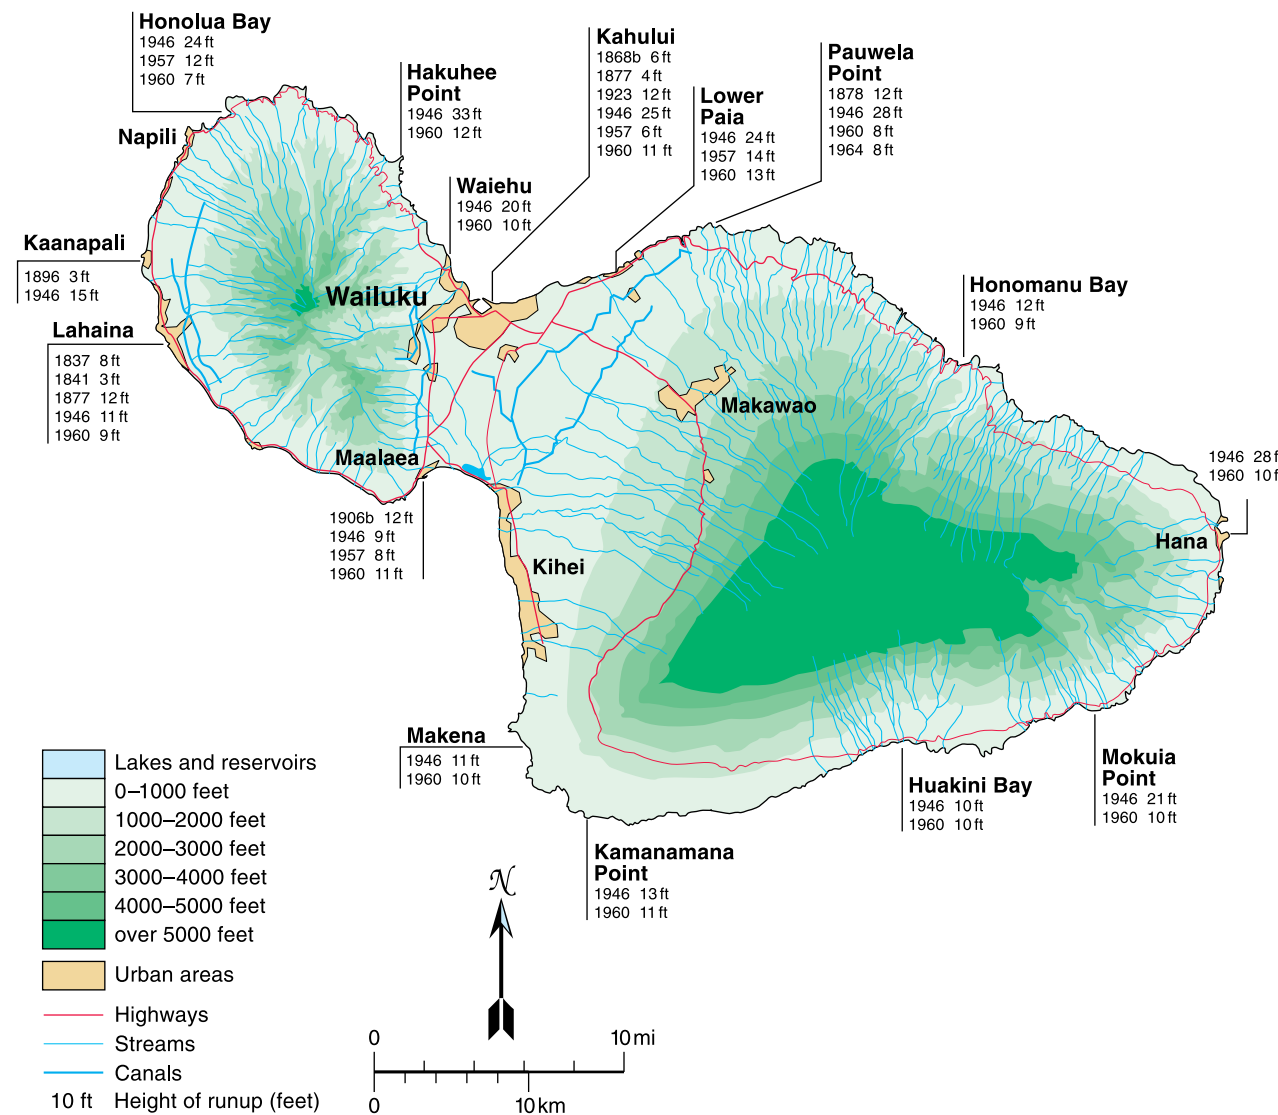 Honolua Bay
1946 24 ft
1957 12 ft
1960 7 ft
Hakuhee
Point
1946 33 ft
1960 12 ft
Kahului
1868b 6 ft
1877 4 ft
1923 12 ft
1946 25 ft
1957 6 ft
1960 11 ft
Pauwela
Point
1878 12 ft
1946 28 ft
1960 8 ft
1964 8 ft
Lower
Paia
1946 24 ft
1957 14 ft
1960 13 ft
Napili
Waiehu
1946 20 ft
1960 10 ft
Kaanapali
1896 3 ft
1946 15 ft
Wailuku
Honomanu Bay
1946 12 ft
1960 9 ft
Lahaina
1837 8 ft
1841 3 ft
1877 12 ft
1946 11 ft
1960 9 ft
Makawao
Maalaea
1906b 12 ft
1946 9 ft
1957 8 ft
1960 11 ft
1946 28 f
1960 10 f
Hana
Kihei
Makena
1946 11 ft
1960 10 ft
Huakini Bay
1946 10 ft
1960 10 ft
Mokuia
Point
1946 21 ft
1960 10 ft
Kamanamana
Point
1946 13 ft
1960 11 ft
Lakes and reservoirs
0–1000 feet
1000–2000 feet
2000–3000 feet
3000–4000 feet
4000–5000 feet
over 5000 feet
Urban areas
Highways
Streams
Canals
10 ft Height of runup (feet)
N
0 10 mi
0 10 km